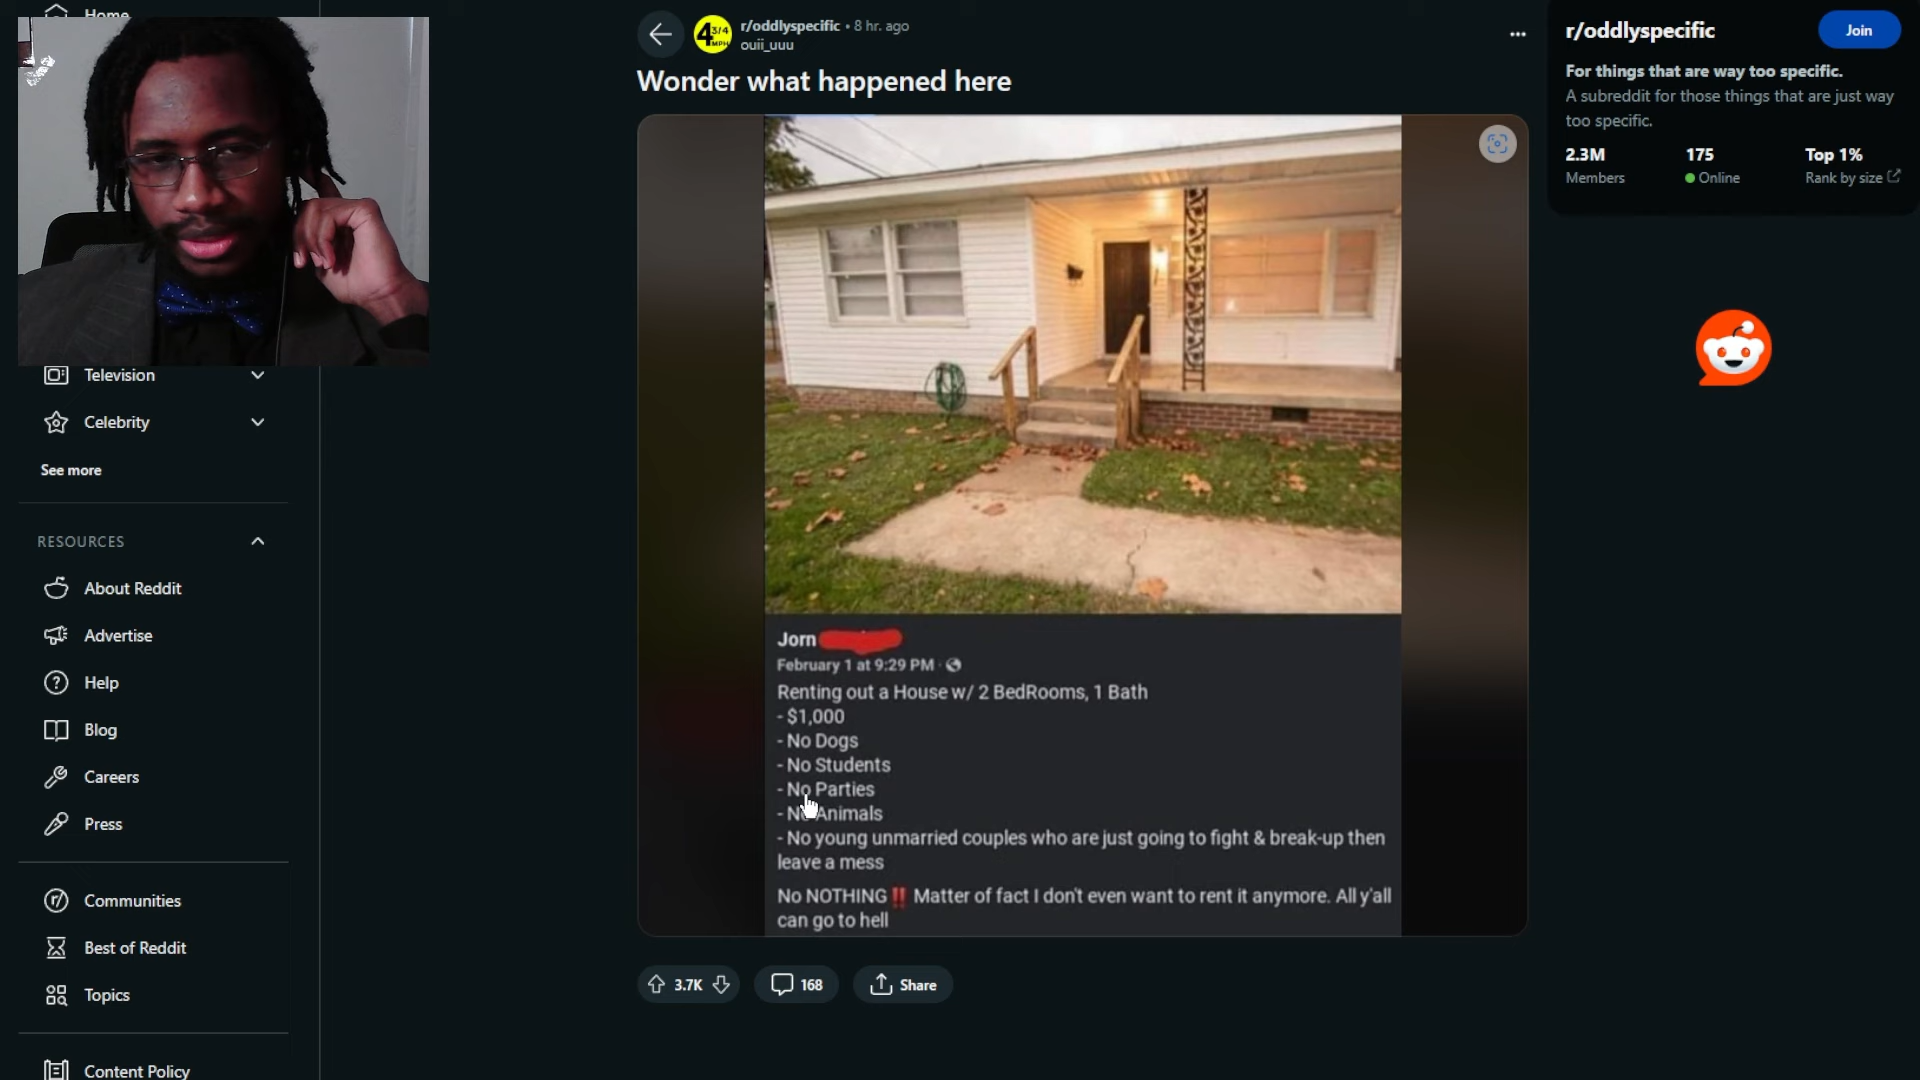 Home
Television
Celebrity
See more
RESOURCES
About Reddit
Advertise
Help
Blog
Careers
Press
Communities
Best of Reddit
Topics
Content Policy
4 3/4 MPH
r/oddlyspecific • 8 hr. ago
ouii_uuu
Wonder what happened here
Jorn
February 1 at 9:29 PM ·
Renting out a House w/ 2 BedRooms, 1 Bath
- $1,000
- No Dogs
- No Students
- No Parties
- No Animals
- No young unmarried couples who are just going to fight & break-up then
leave a mess
No NOTHING‼️ Matter of fact I don't even want to rent it anymore. All y'all
can go to hell
3.7K
168
Share
r/oddlyspecific
Join
For things that are way too specific.
A subreddit for those things that are just way
too specific.
2.3M 175 Top 1%
Members Online Rank by size